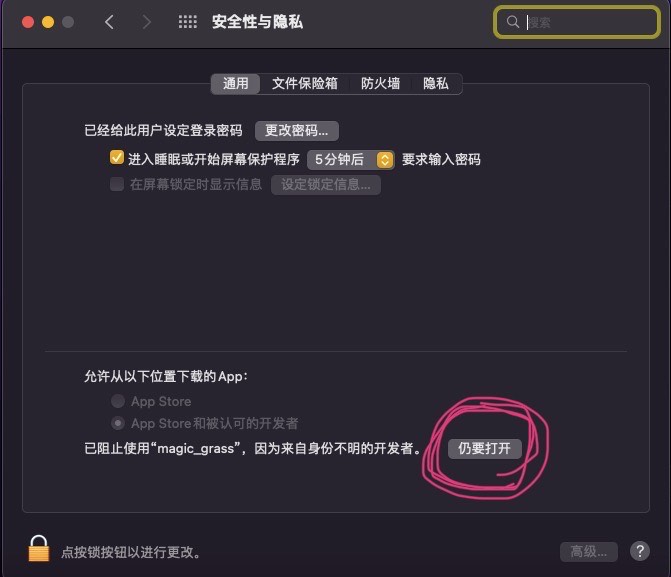 安全性与隐私
搜索
通用 文件保险箱 防火墙 隐私
已经给此用户设定登录密码 更改密码...
进入睡眠或开始屏幕保护程序 5分钟后 要求输入密码
在屏幕锁定时显示信息 设定锁定信息...
允许从以下位置下载的App：
App Store
App Store和被认可的开发者
已阻止使用“magic_grass”，因为来自身份不明的开发者。 仍要打开
点按锁按钮以进行更改。
高级... ?